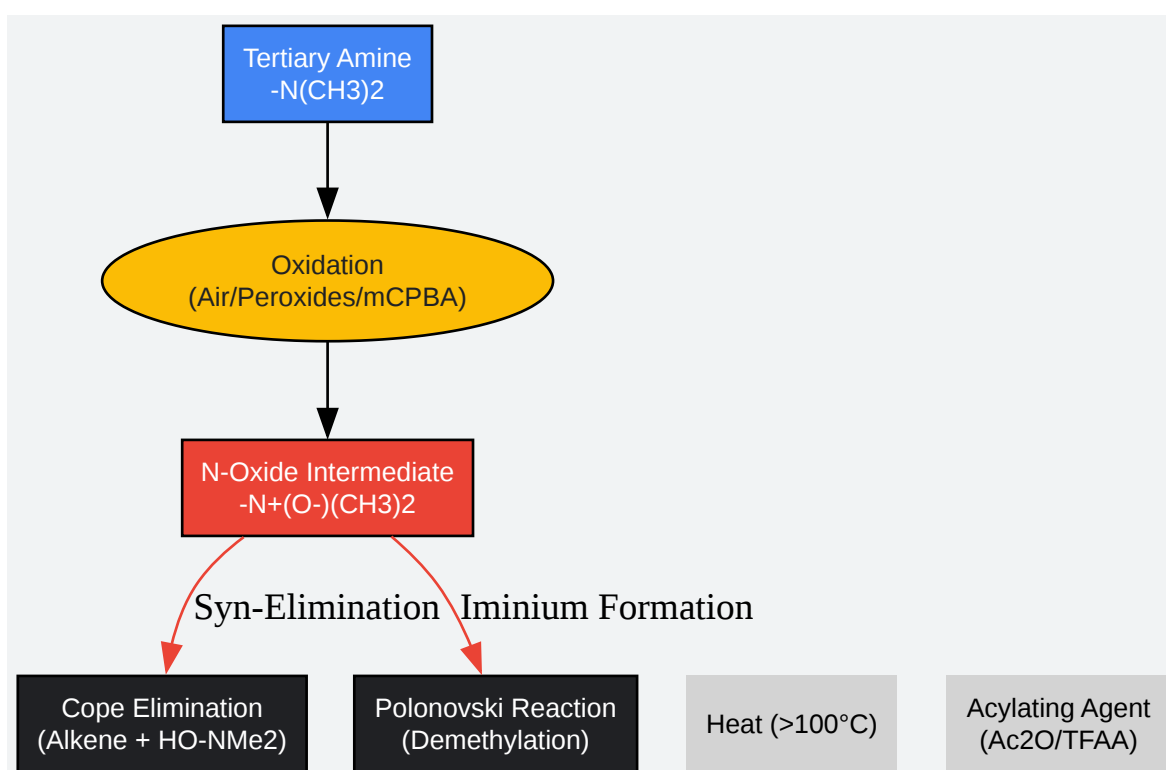 Tertiary Amine
-N(CH3)2
Oxidation
(Air/Peroxides/mCPBA)
N-Oxide Intermediate
-N+(O-)(CH3)2
Syn-Elimination
Iminium Formation
Cope Elimination
(Alkene + HO-NMe2)
Polonovski Reaction
(Demethylation)
Heat (>100°C)
Acylating Agent
(Ac2O/TFAA)